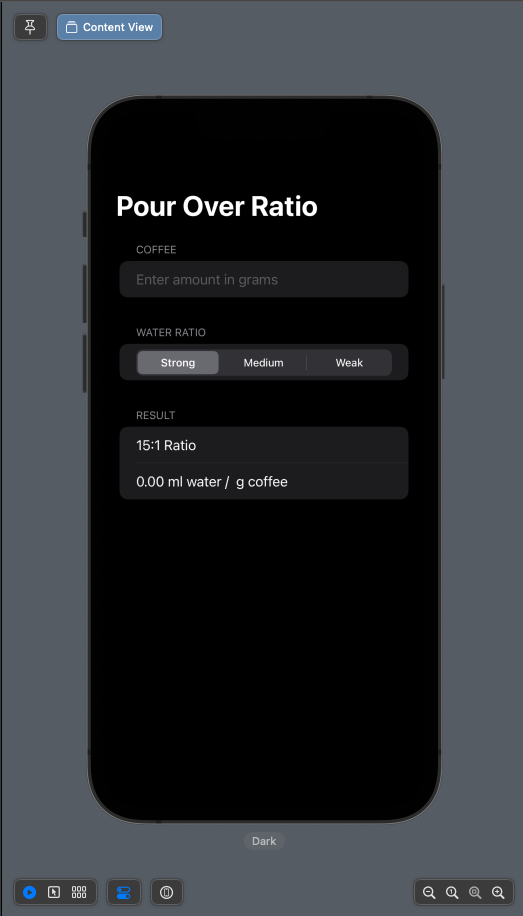 Content View
Pour Over Ratio
COFFEE
Enter amount in grams
WATER RATIO
Strong Medium Weak
RESULT
15:1 Ratio
0.00 ml water /  g coffee
Dark